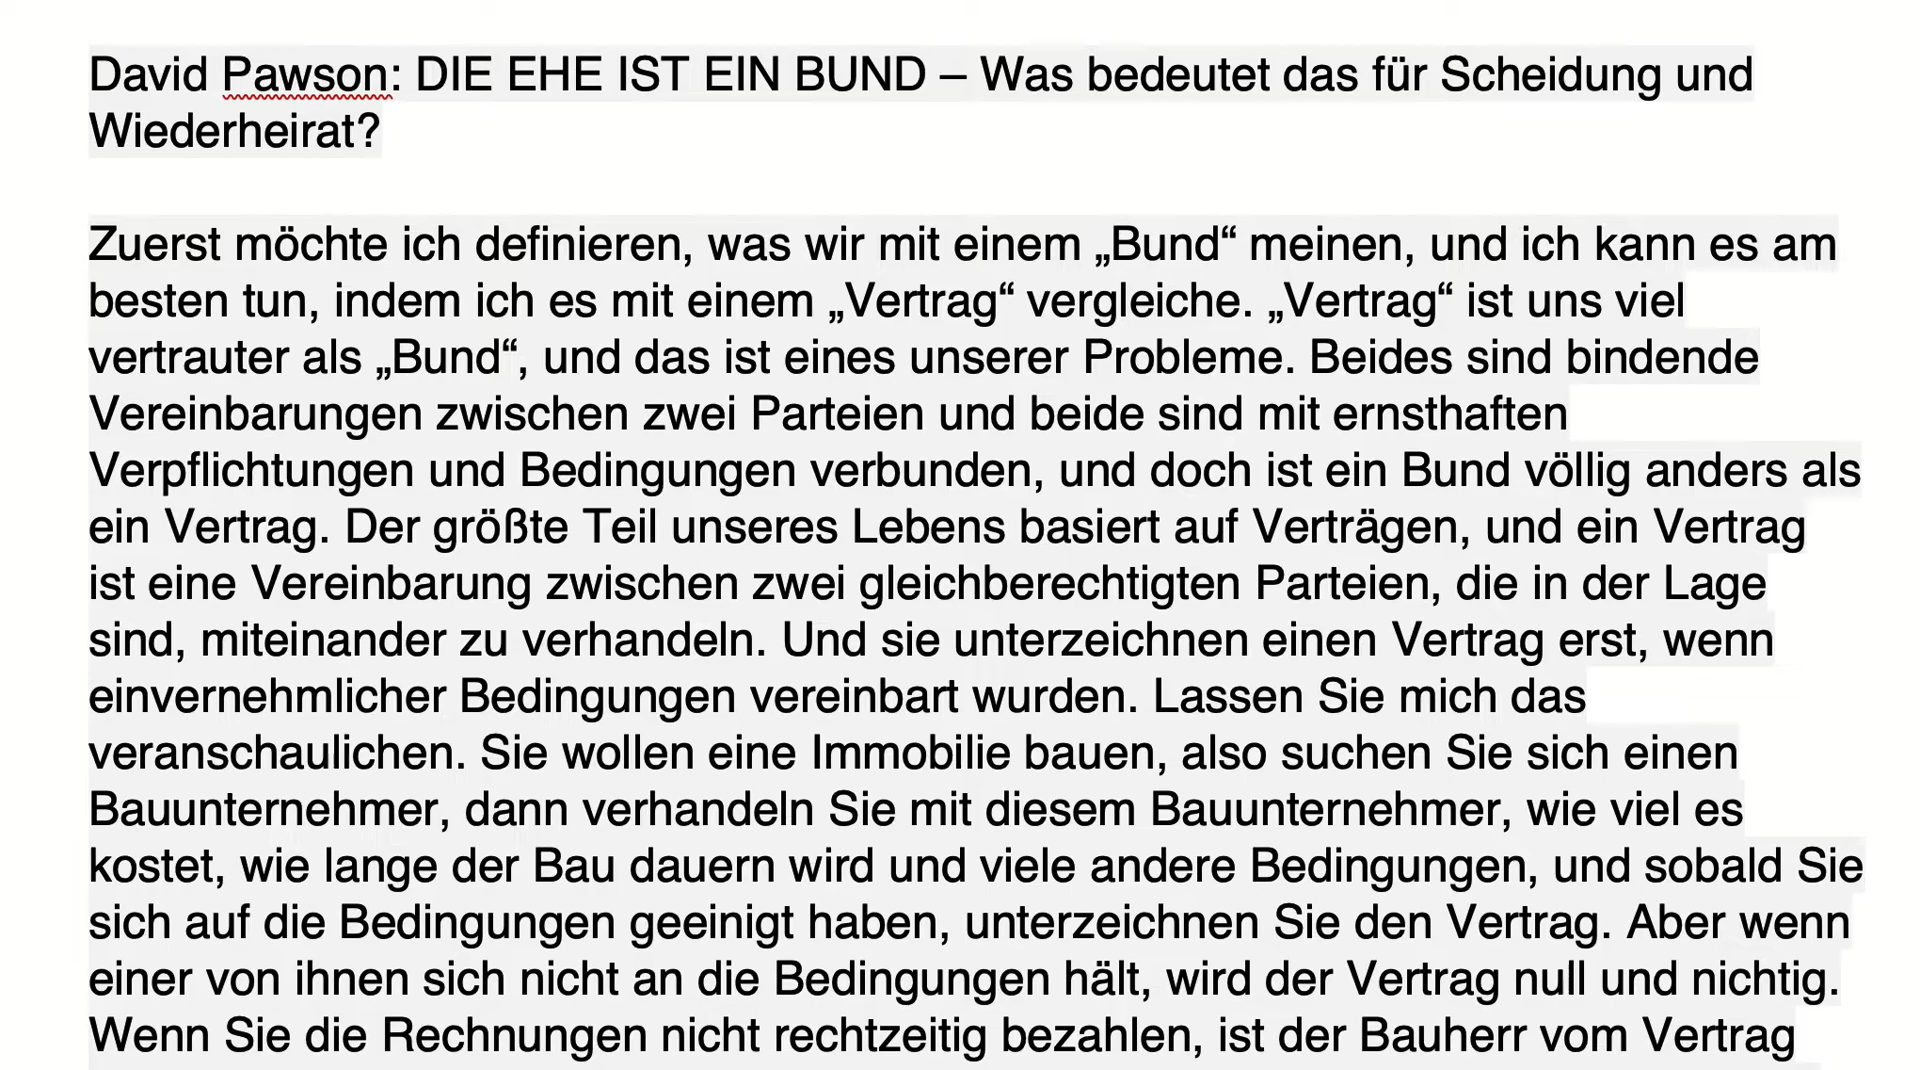 David Pawson: DIE EHE IST EIN BUND – Was bedeutet das für Scheidung und
Wiederheirat?
Zuerst möchte ich definieren, was wir mit einem „Bund“ meinen, und ich kann es am
besten tun, indem ich es mit einem „Vertrag“ vergleiche. „Vertrag“ ist uns viel
vertrauter als „Bund“, und das ist eines unserer Probleme. Beides sind bindende
Vereinbarungen zwischen zwei Parteien und beide sind mit ernsthaften
Verpflichtungen und Bedingungen verbunden, und doch ist ein Bund völlig anders als
ein Vertrag. Der größte Teil unseres Lebens basiert auf Verträgen, und ein Vertrag
ist eine Vereinbarung zwischen zwei gleichberechtigten Parteien, die in der Lage
sind, miteinander zu verhandeln. Und sie unterzeichnen einen Vertrag erst, wenn
einvernehmlicher Bedingungen vereinbart wurden. Lassen Sie mich das
veranschaulichen. Sie wollen eine Immobilie bauen, also suchen Sie sich einen
Bauunternehmer, dann verhandeln Sie mit diesem Bauunternehmer, wie viel es
kostet, wie lange der Bau dauern wird und viele andere Bedingungen, und sobald Sie
sich auf die Bedingungen geeinigt haben, unterzeichnen Sie den Vertrag. Aber wenn
einer von ihnen sich nicht an die Bedingungen hält, wird der Vertrag null und nichtig.
Wenn Sie die Rechnungen nicht rechtzeitig bezahlen, ist der Bauherr vom Vertrag